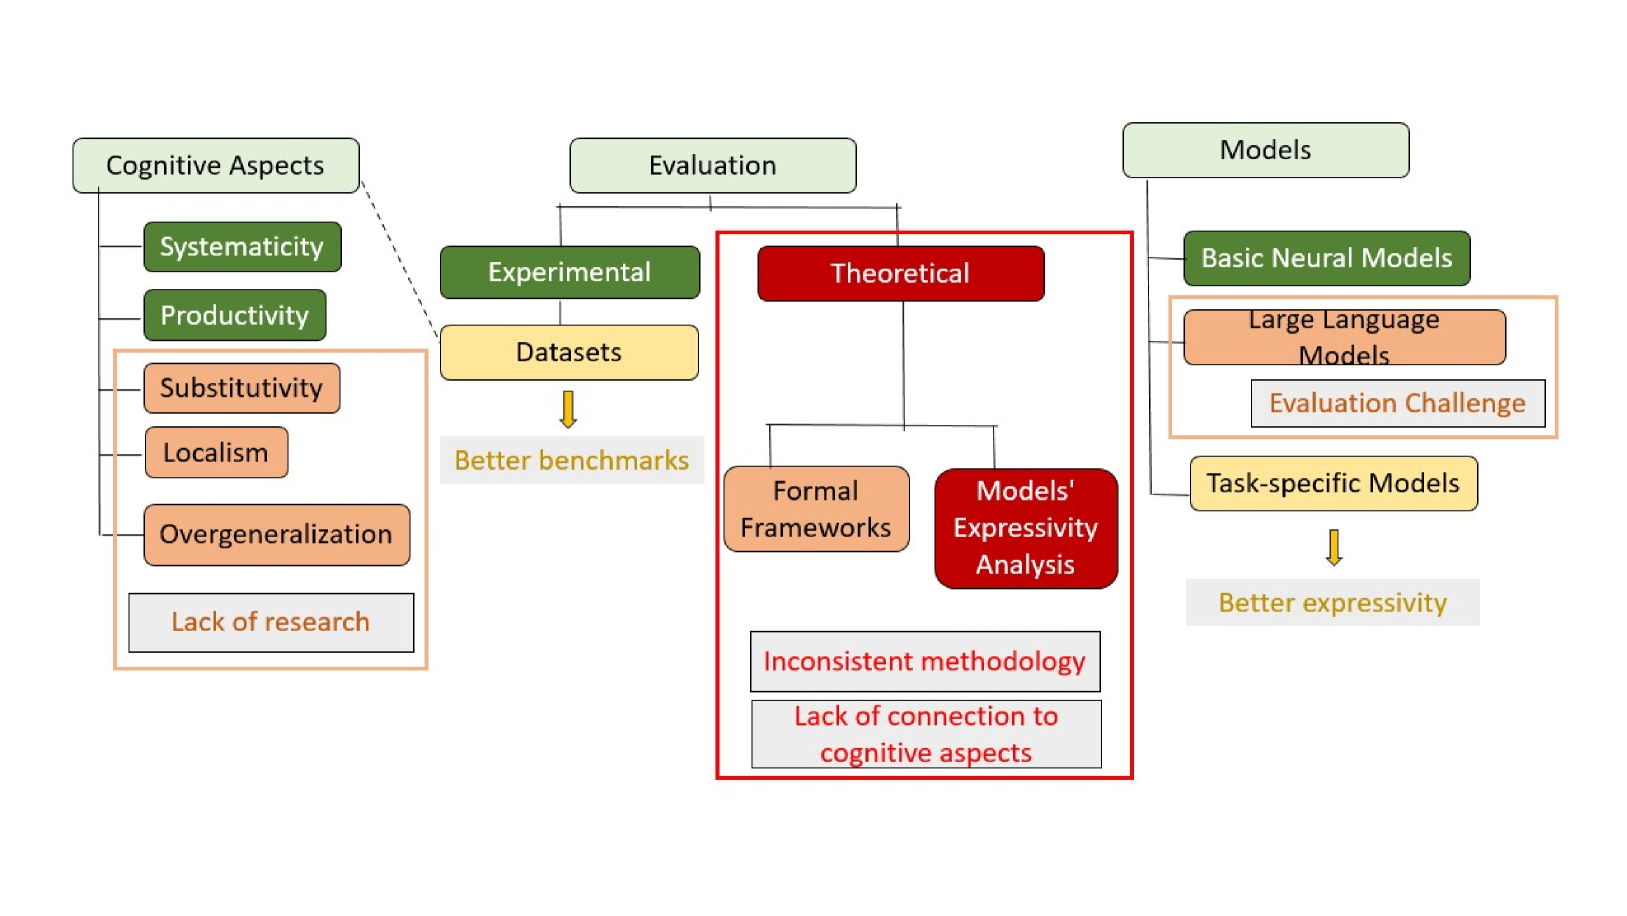 Cognitive Aspects
Systematicity
Productivity
Substitutivity
Localism
Overgeneralization
Lack of research
Evaluation
Experimental
Datasets
Better benchmarks
Theoretical
Formal
Frameworks
Models'
Expressivity
Analysis
Inconsistent methodology
Lack of connection to
cognitive aspects
Models
Basic Neural Models
Large Language
Models
Evaluation Challenge
Task-specific Models
Better expressivity